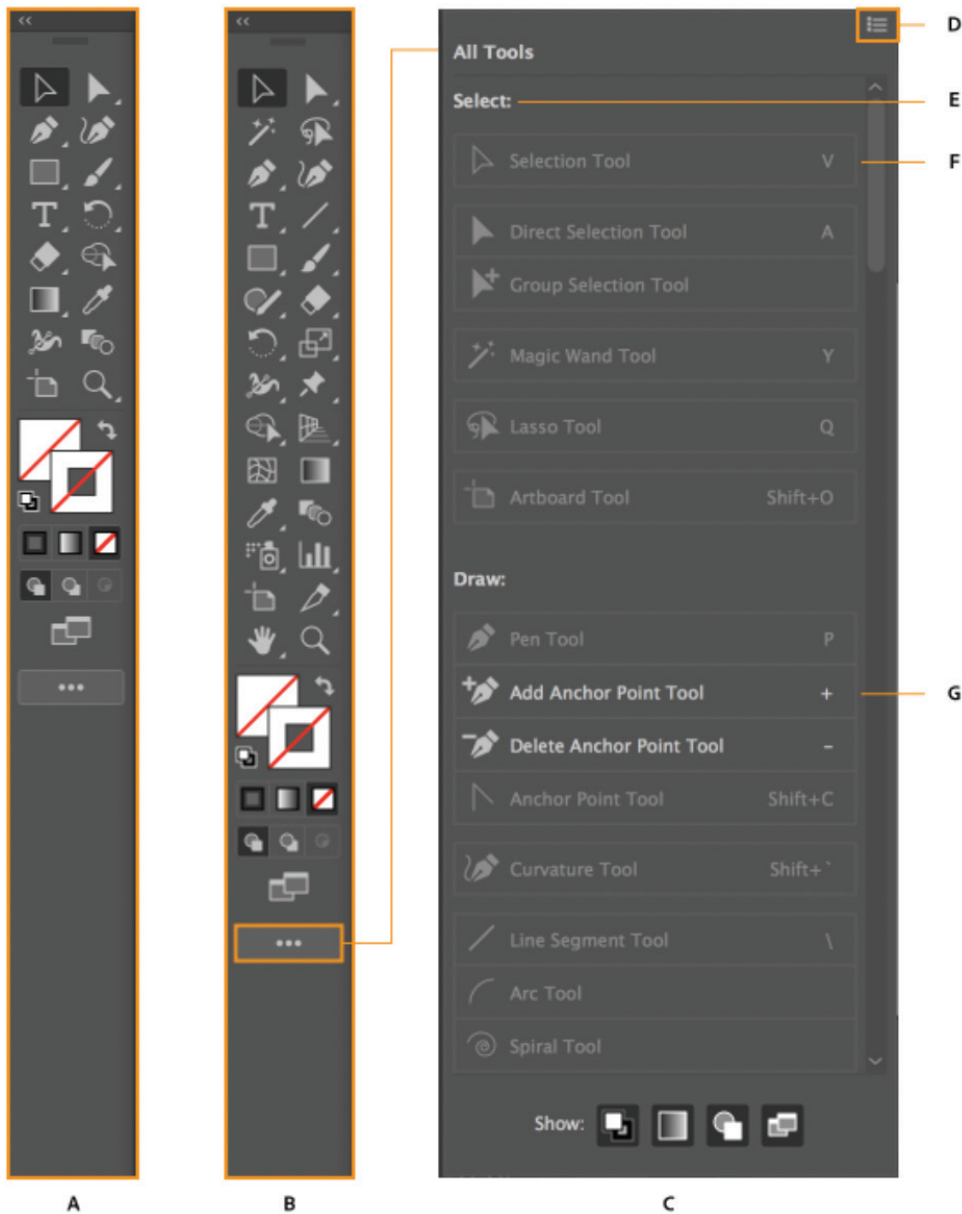 <<
<<
D
All Tools
Select:
E
Selection Tool V
F
Direct Selection Tool A
Group Selection Tool
Magic Wand Tool Y
Lasso Tool Q
Artboard Tool Shift+O
Draw:
Pen Tool P
Add Anchor Point Tool +
G
Delete Anchor Point Tool -
Anchor Point Tool Shift+C
Curvature Tool Shift+`
Line Segment Tool \
Arc Tool
Spiral Tool
Show:
A
B
C